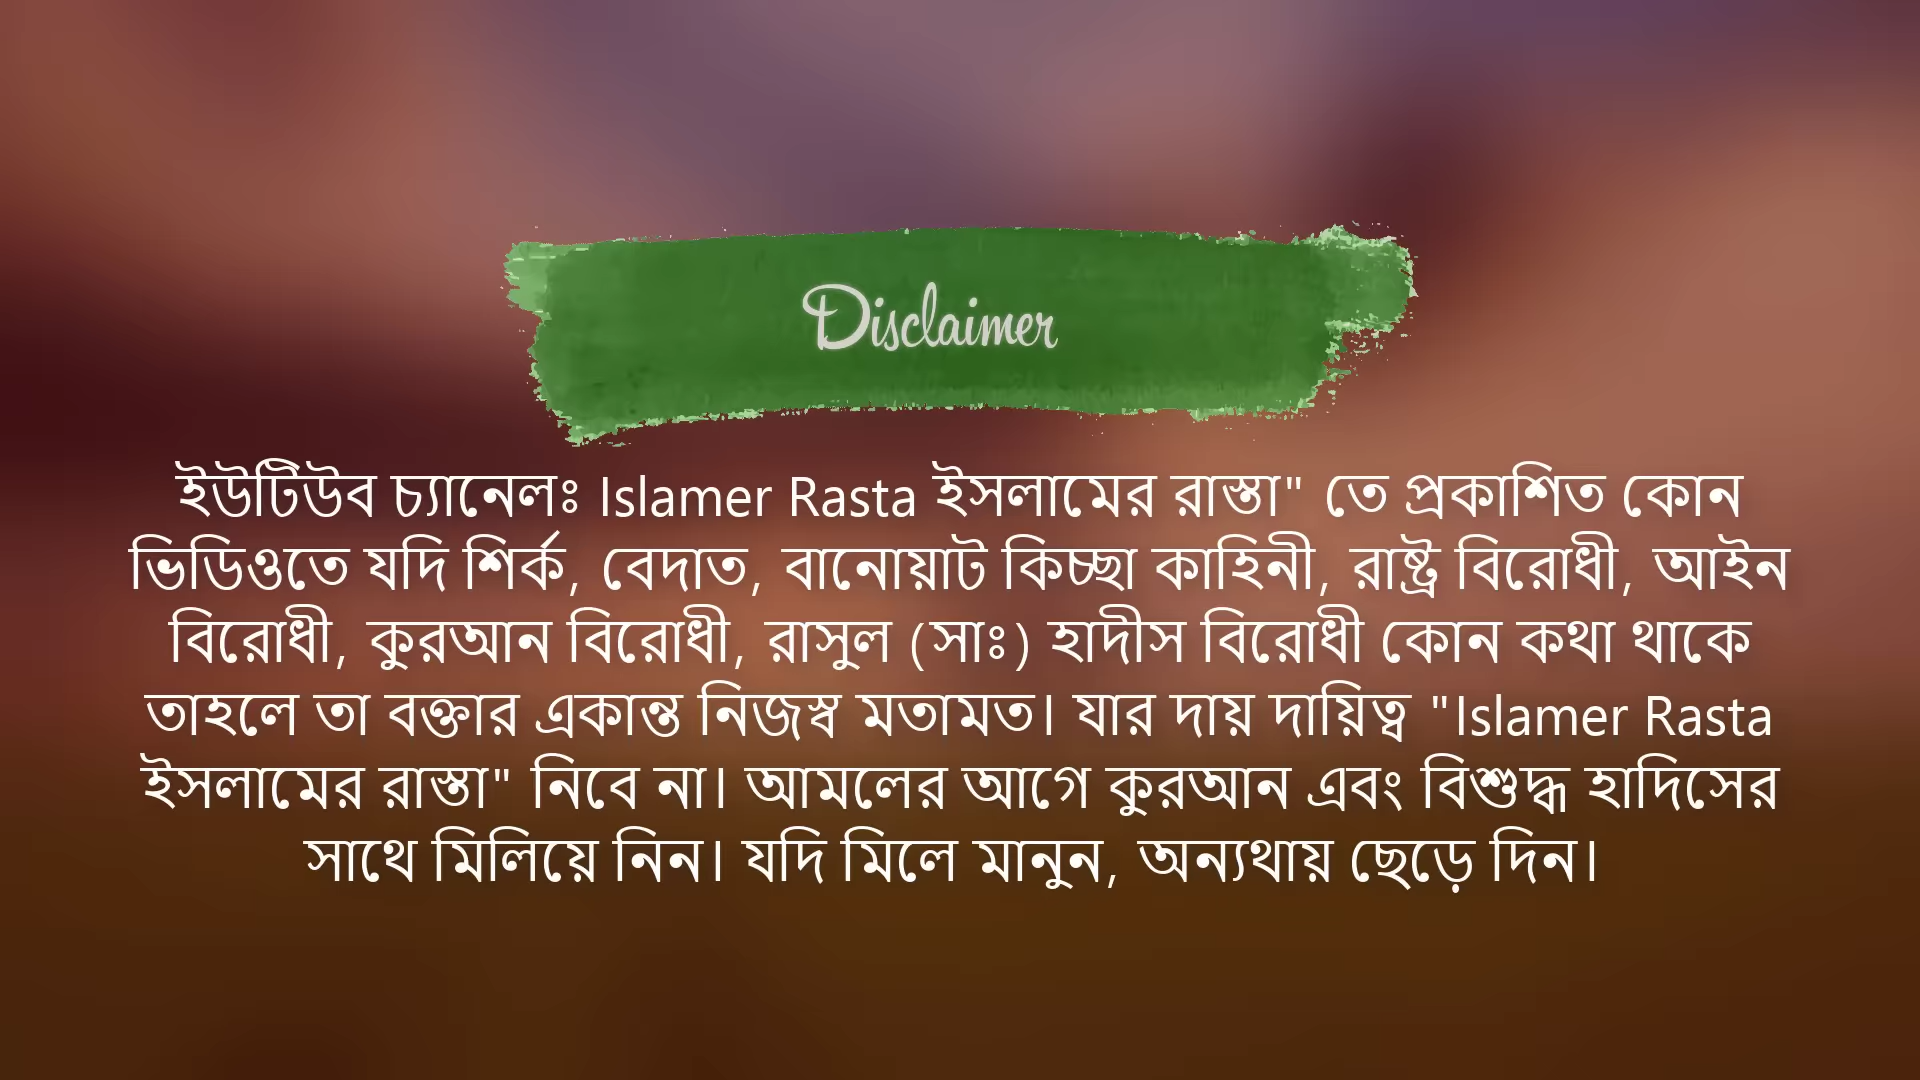 Disclaimer
ইউটিউব চ্যানেলঃ Islamer Rasta ইসলামের রাস্তা" তে প্রকাশিত কোন
ভিডিওতে যদি শির্ক, বেদাত, বানোয়াট কিচ্ছা কাহিনী, রাষ্ট্র বিরোধী, আইন
বিরোধী, কুরআন বিরোধী, রাসুল (সাঃ) হাদীস বিরোধী কোন কথা থাকে
তাহলে তা বক্তার একান্ত নিজস্ব মতামত। যার দায় দায়িত্ব "Islamer Rasta
ইসলামের রাস্তা" নিবে না। আমলের আগে কুরআন এবং বিশুদ্ধ হাদিসের
সাথে মিলিয়ে নিন। যদি মিলে মানুন, অন্যথায় ছেড়ে দিন।